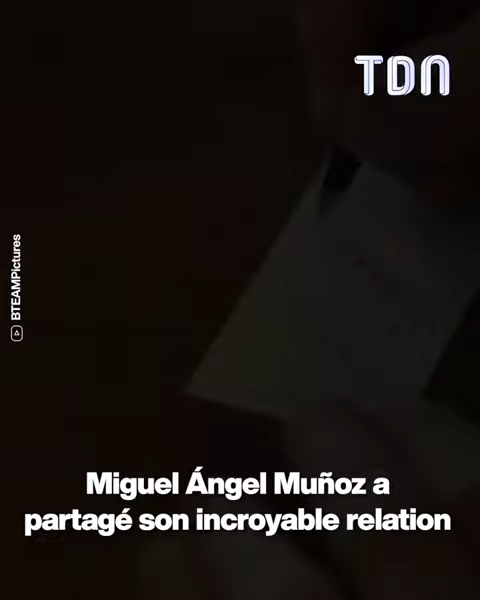 TDN
BTEAMPictures
Miguel Ángel Muñoz a
partagé son incroyable relation